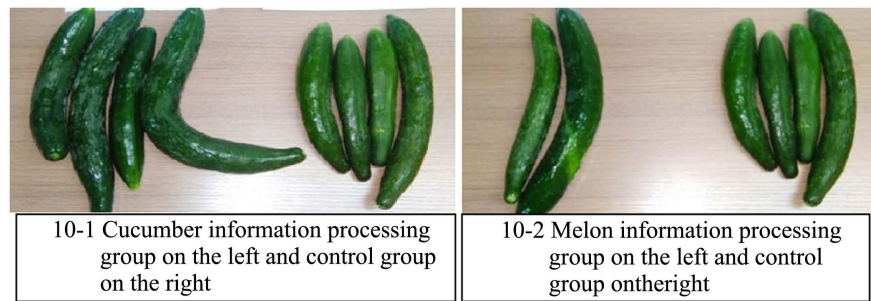 10-1 Cucumber information processing
group on the left and control group
on the right
10-2 Melon information processing
group on the left and control
group ontheright